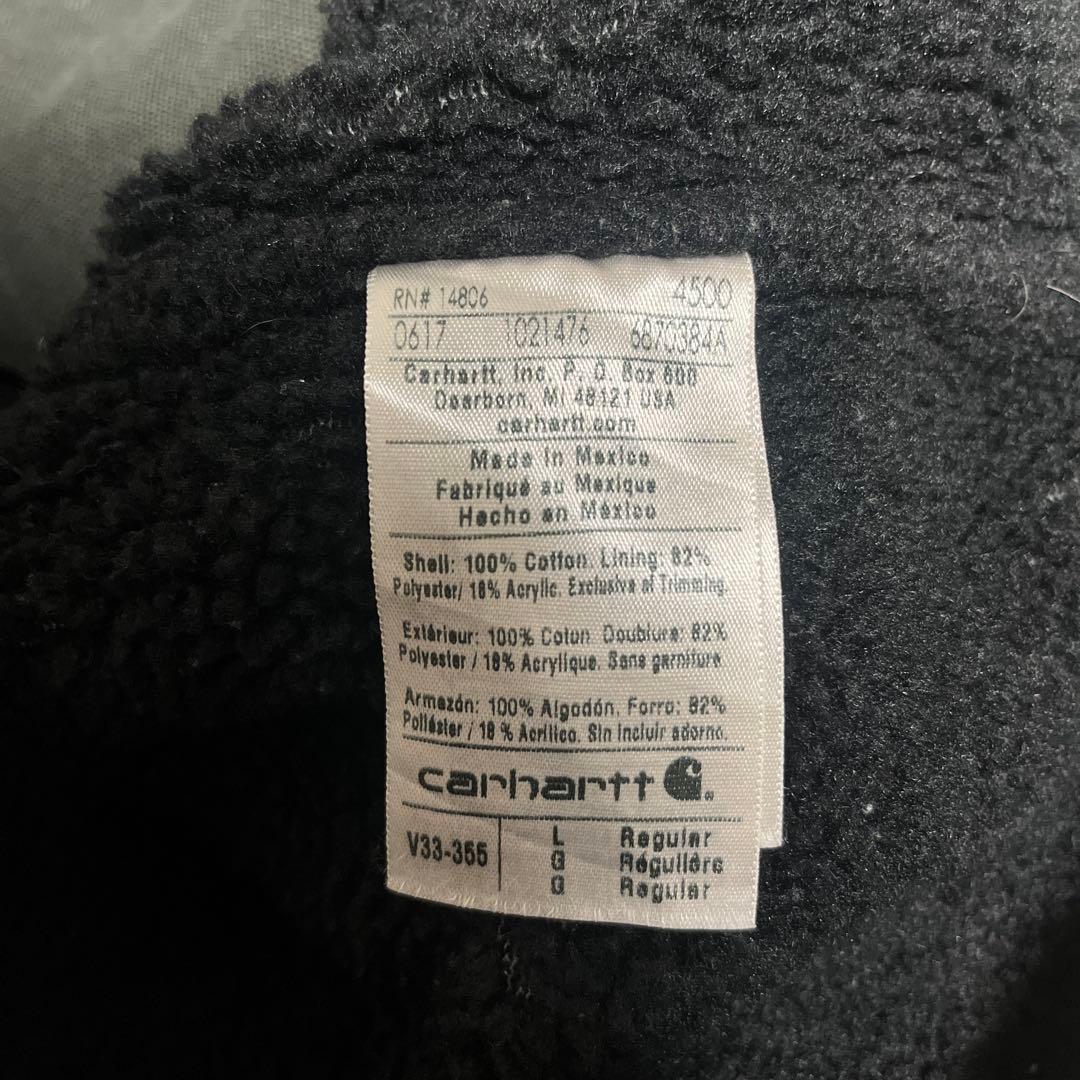 RN# 14806 4500
0617 1021476 6670384A
Carhartt, Inc. P. O. Box 600
Dearborn, MI 48121 USA
carhartt.com
Made in Mexico
Fabriqué au Mexique
Hecho en México
Shell: 100% Cotton. Lining: 82%
Polyester/ 18% Acrylic. Exclusive of Trimming.
Extérieur: 100% Coton Doublure: 82%
Polyester / 18% Acrylique. Sans garniture.
Armazón: 100% Algodón. Forro: 82%
Poliéster / 18 % Acrílico. Sin incluir adorno.
carhartt
V33-355 L Regular
G Régulière
G Regular